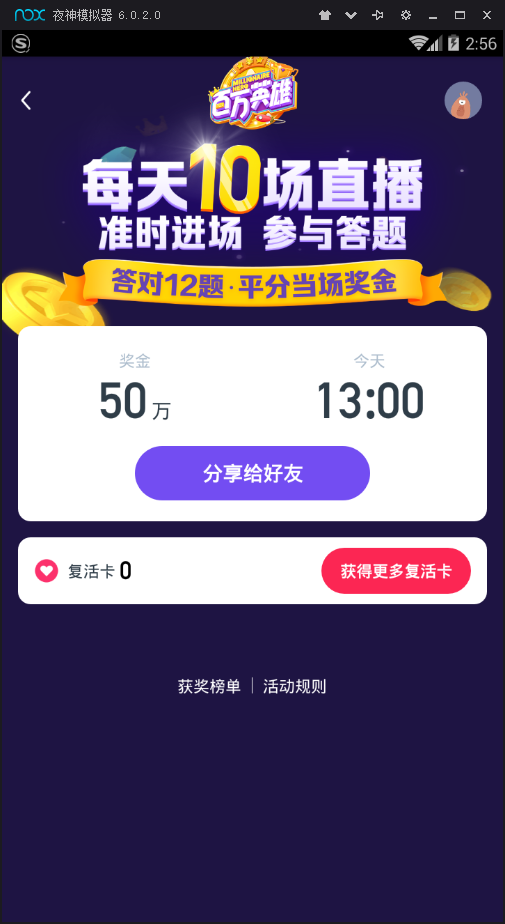 nox 夜神模拟器 6.0.2.0
2:56
MILLIONAIRE
HERO
百万英雄
每天10场直播
准时进场 参与答题
答对12题·平分当场奖金
奖金 今天
50万 13:00
分享给好友
复活卡 0 获得更多复活卡
获奖榜单 | 活动规则